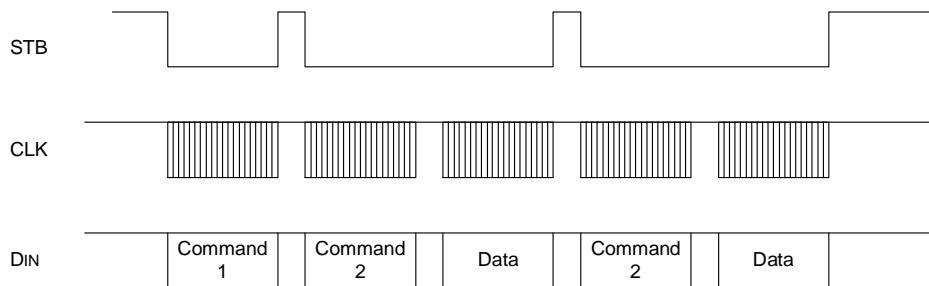 STB
CLK
DIN
Command
1
Command
2
Data
Command
2
Data